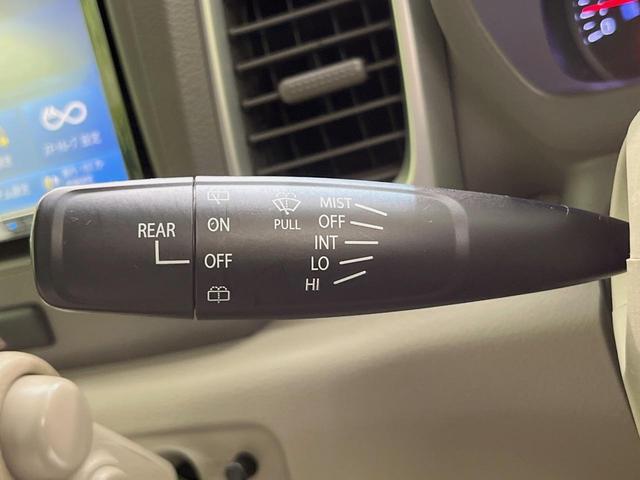 REAR
ON
OFF
PULL
MIST
OFF
INT
LO
HI